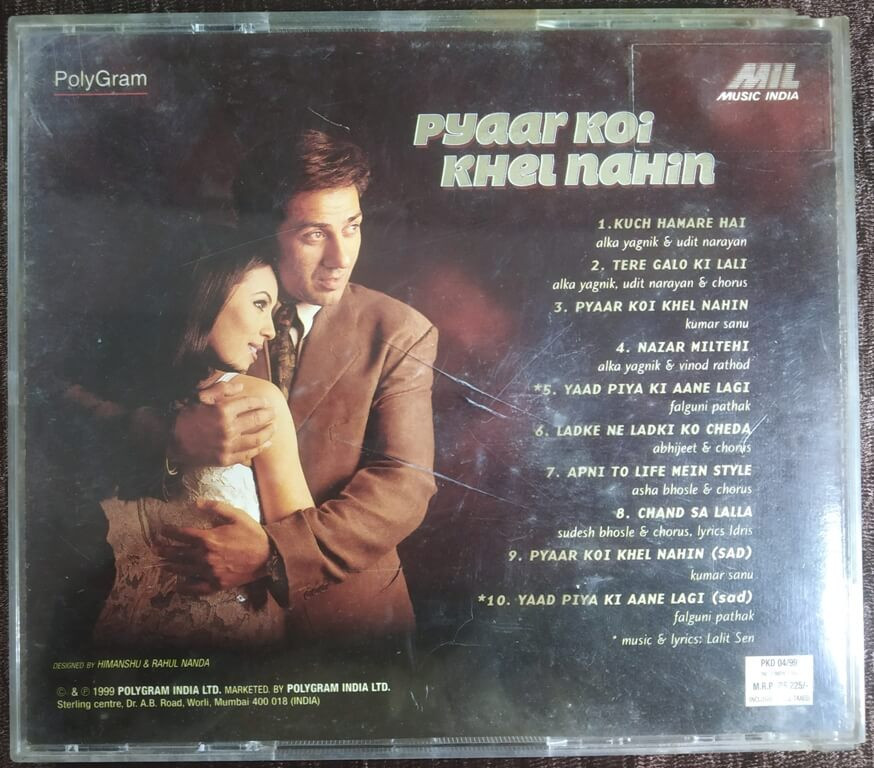 PolyGram
MIL
MUSIC INDIA
Pyaar Koi
Khel Nahin
1.KUCH HAMARE HAI
alka yagnik & udit narayan
2. TERE GALO KI LALI
alka yagnik, udit narayan & chorus
3. PYAAR KOI KHEL NAHIN
kumar sanu
4. NAZAR MILTEHI
alka yagnik & vinod rathod
*5. YAAD PIYA KI AANE LAGI
falguni pathak
6. LADKE NE LADKI KO CHEDA
abhijeet & chorus
7. APNI TO LIFE MEIN STYLE
asha bhosle & chorus
8. CHAND SA LALLA
sudesh bhosle & chorus, lyrics Idris
9. PYAAR KOI KHEL NAHIN (SAD)
kumar sanu
*10. YAAD PIYA KI AANE LAGI (sad)
falguni pathak
* music & lyrics: Lalit Sen
DESIGNED BY HIMANSHU & RAHUL NANDA
© & ℗ 1999 POLYGRAM INDIA LTD. MARKETED. BY POLYGRAM INDIA LTD.
Sterling centre, Dr. A.B. Road, Worli, Mumbai 400 018 (INDIA)
PKD 04/99
M.R.P. RS 225/-